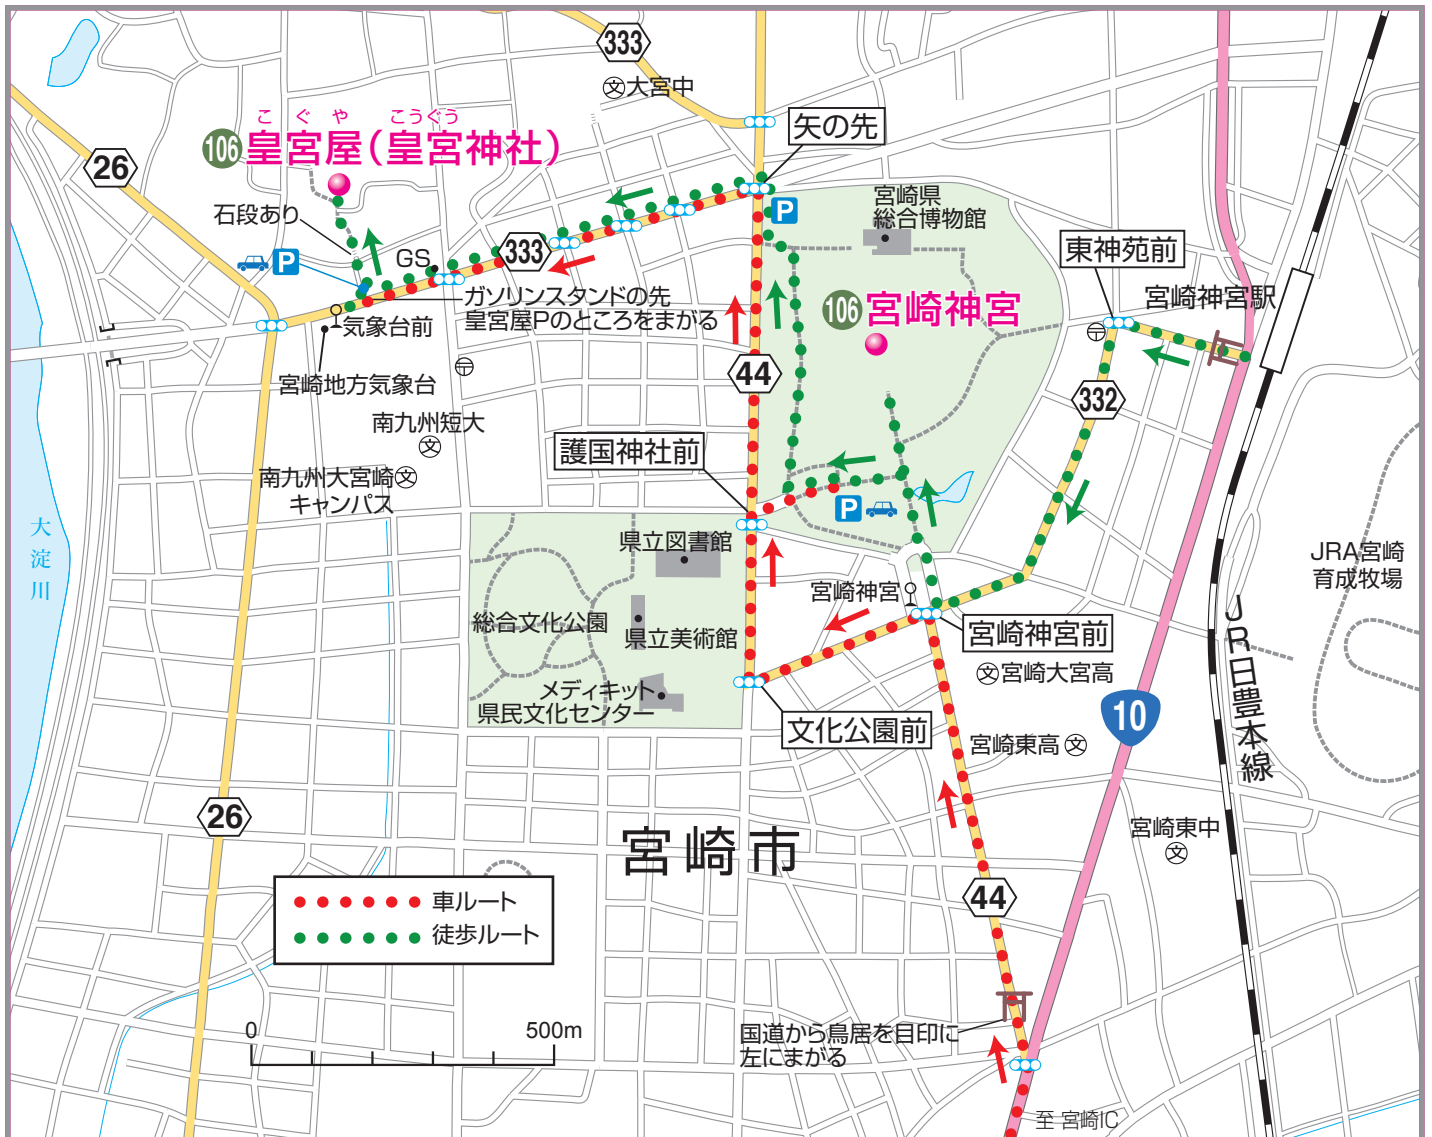 333
大宮中
矢の先
こぐや こうぐう
106 皇宮屋(皇宮神社)
26
石段あり
P
P
宮崎県
総合博物館
東神苑前
GS
333
宮崎神宮駅
ガソリンスタンドの先
皇宮屋Pのところをまがる
106 宮崎神宮
気象台前
宮崎地方気象台
44
332
南九州短大
文
護国神社前
南九州大宮崎
キャンパス
文
P
大淀川
県立図書館
JRA宮崎
育成牧場
宮崎神宮
総合文化公園
県立美術館
宮崎神宮前
JR日豊本線
文 宮崎大宮高
メディキット
県民文化センター
文化公園前
10
宮崎東高 文
26
宮崎市
宮崎東中
文
車ルート
徒歩ルート
44
0 500m
国道から鳥居を目印に
左にまがる
至 宮崎IC